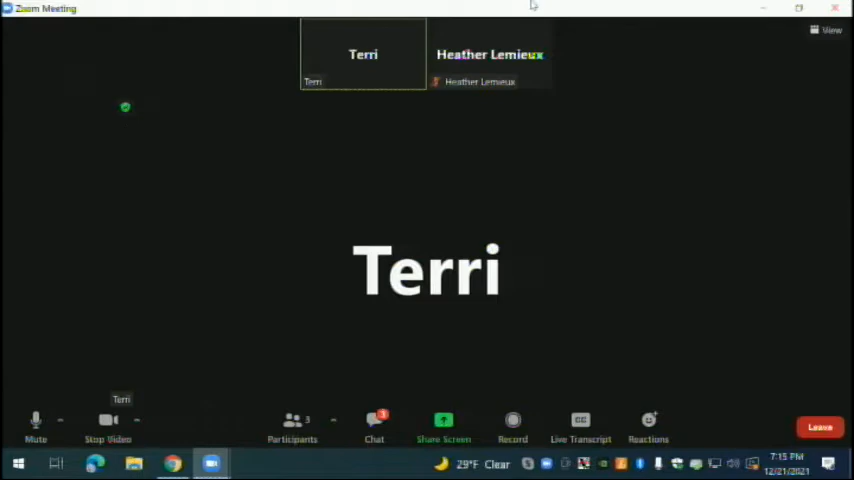 Zoom Meeting
View
Terri
Heather Lemieux
Terri
Heather Lemieux
Terri
Terri
3
3
CC
Mute
Stop Video
Participants
Chat
Share Screen
Record
Live Transcript
Reactions
Leave
29°F Clear
7:15 PM
12/21/2021